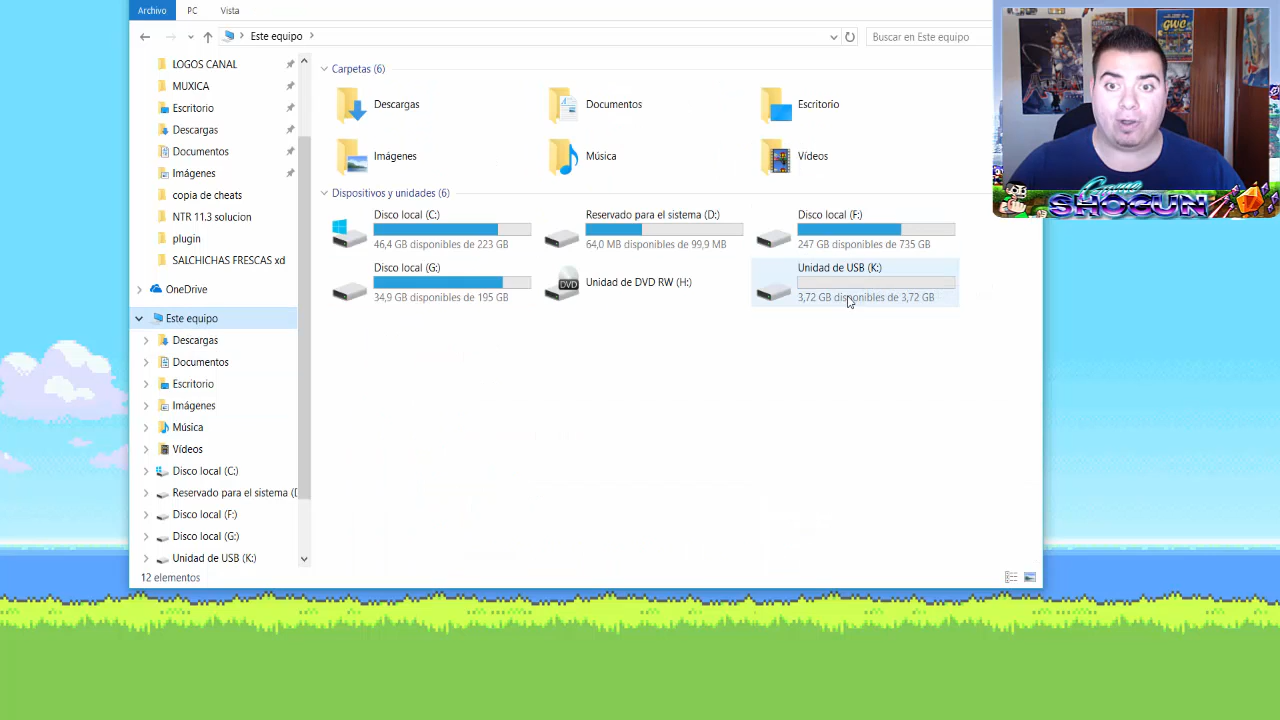 Archivo
PC
Vista
Este equipo
Buscar en Este equipo
LOGOS CANAL
MUXICA
Escritorio
Descargas
Documentos
Imágenes
copia de cheats
NTR 11.3 solucion
plugin
SALCHICHAS FRESCAS xd
OneDrive
Este equipo
Descargas
Documentos
Escritorio
Imágenes
Música
Vídeos
Disco local (C:)
Reservado para el sistema (D
Disco local (F:)
Disco local (G:)
Unidad de USB (K:)
Carpetas (6)
Descargas
Documentos
Escritorio
Imágenes
Música
Vídeos
Dispositivos y unidades (6)
Disco local (C:)
46,4 GB disponibles de 223 GB
Reservado para el sistema (D:)
64,0 MB disponibles de 99,9 MB
Disco local (F:)
247 GB disponibles de 735 GB
Disco local (G:)
34,9 GB disponibles de 195 GB
DVD
Unidad de DVD RW (H:)
Unidad de USB (K:)
3,72 GB disponibles de 3,72 GB
12 elementos
SHOGUN